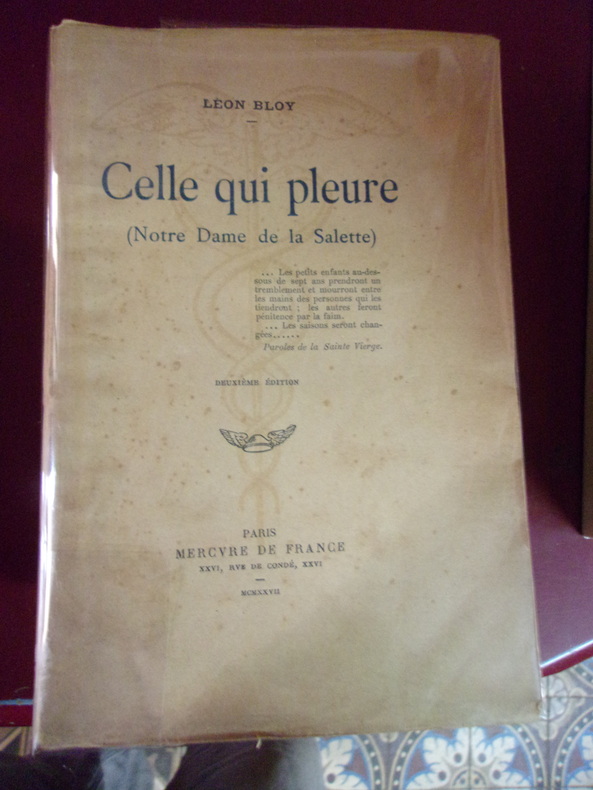 LÉON BLOY
Celle qui pleure
(Notre Dame de la Salette)
... Les petits enfants au-des-
sous de sept ans prendront un
tremblement et mourront entre
les mains des personnes qui les
tiendront ; les autres feront
pénitence par la faim.
... Les saisons seront chan-
gées......
Paroles de la Sainte Vierge.
DEUXIÈME ÉDITION
PARIS
MERCVRE DE FRANCE
XXVI, RVE DE CONDÉ, XXVI
MCMXXVII